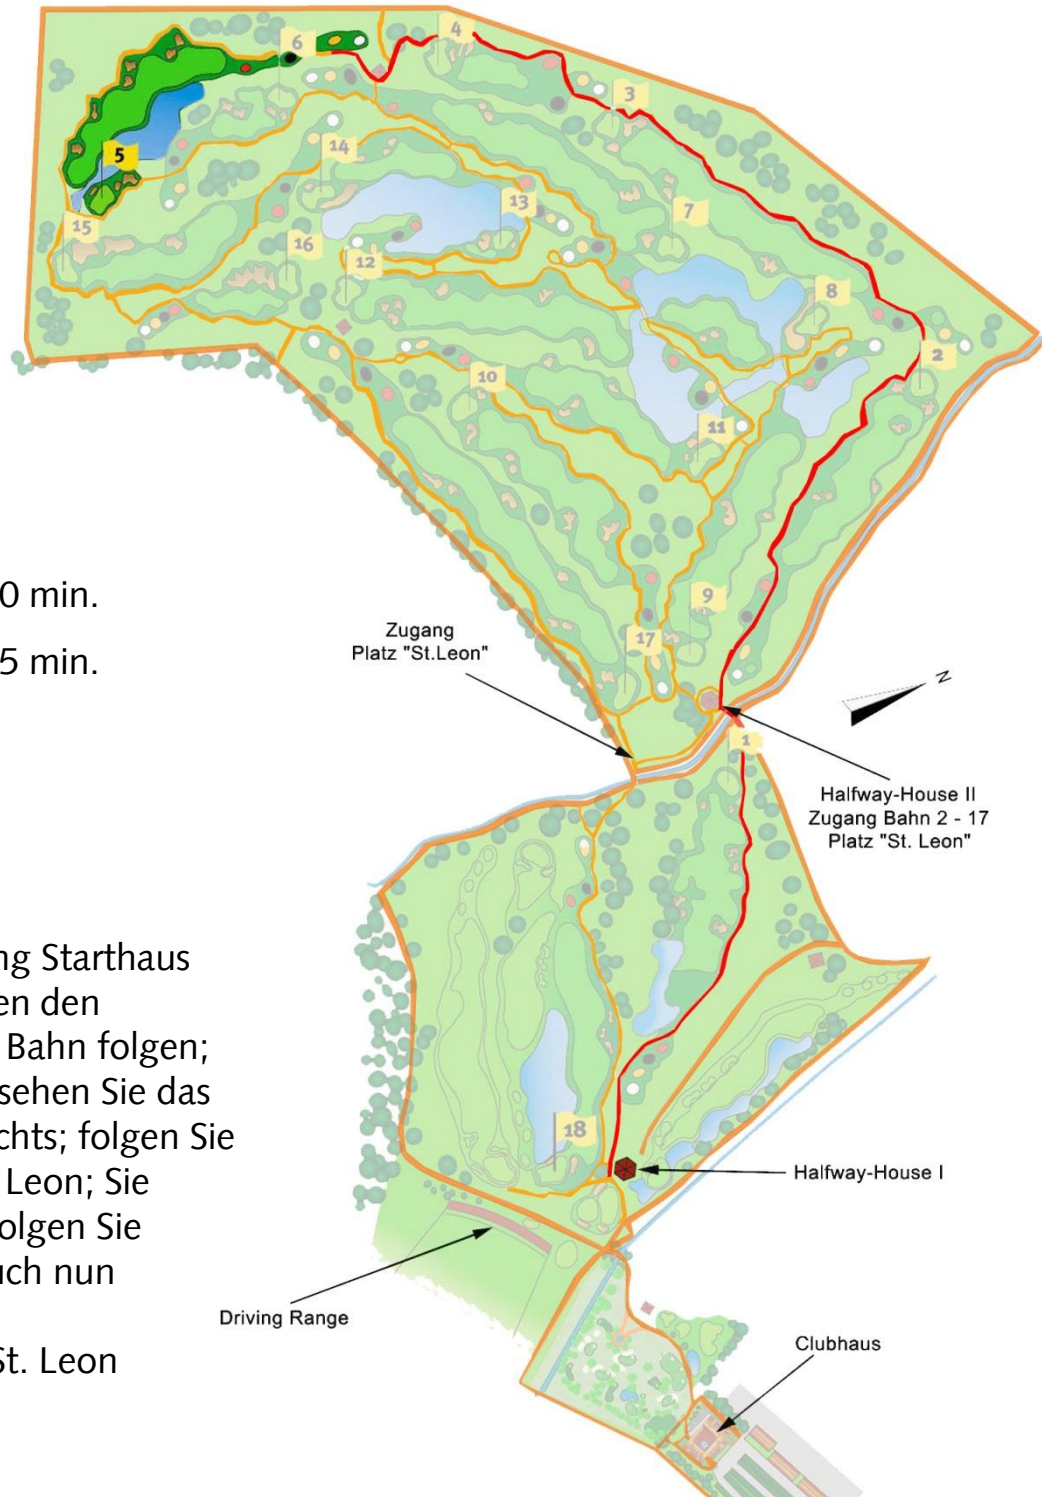 6
4
3
5
14
15
13
7
16
12
8
2
10
11
0 min.
9
Zugang
Platz "St.Leon"
17
5 min.
N
1
Halfway-House II
Zugang Bahn 2 - 17
Platz "St. Leon"
ng Starthaus
en den
Bahn folgen;
sehen Sie das
chts; folgen Sie
18
Leon; Sie
Halfway-House I
olgen Sie
uch nun
Driving Range
Clubhaus
St. Leon